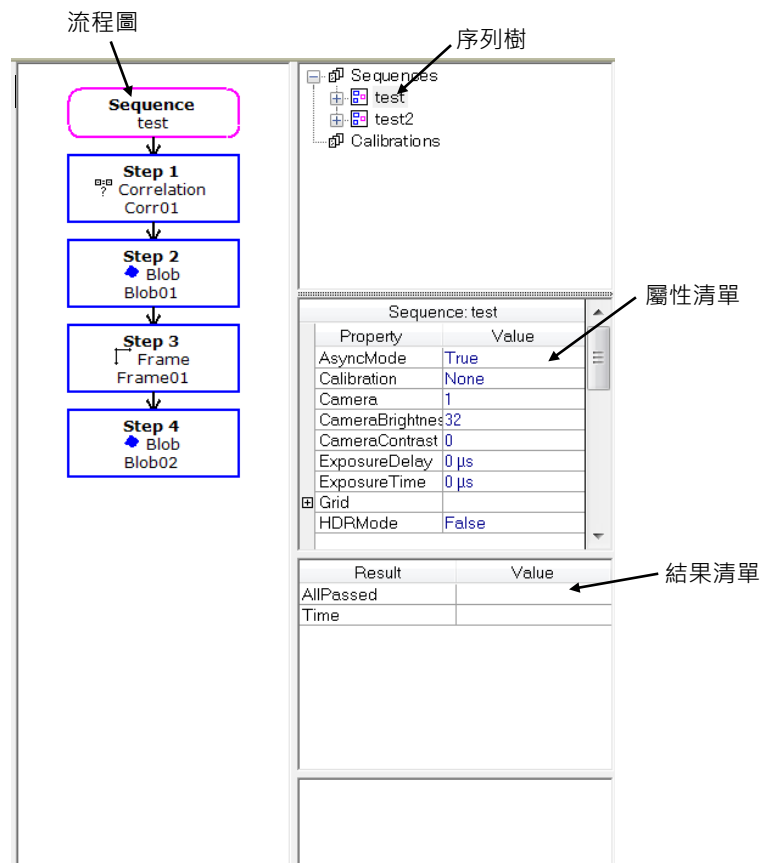 流程圖
序列樹
Sequence
test
Step 1
Correlation
Corr01
Step 2
Blob
Blob01
Step 3
Frame
Frame01
Step 4
Blob
Blob02
Sequences
test
test2
Calibrations
屬性清單
Sequence: test
Property Value
AsyncMode True
Calibration None
Camera 1
CameraBrightnes 32
CameraContrast 0
ExposureDelay 0 µs
ExposureTime 0 µs
Grid
HDRMode False
結果清單
Result Value
AllPassed
Time